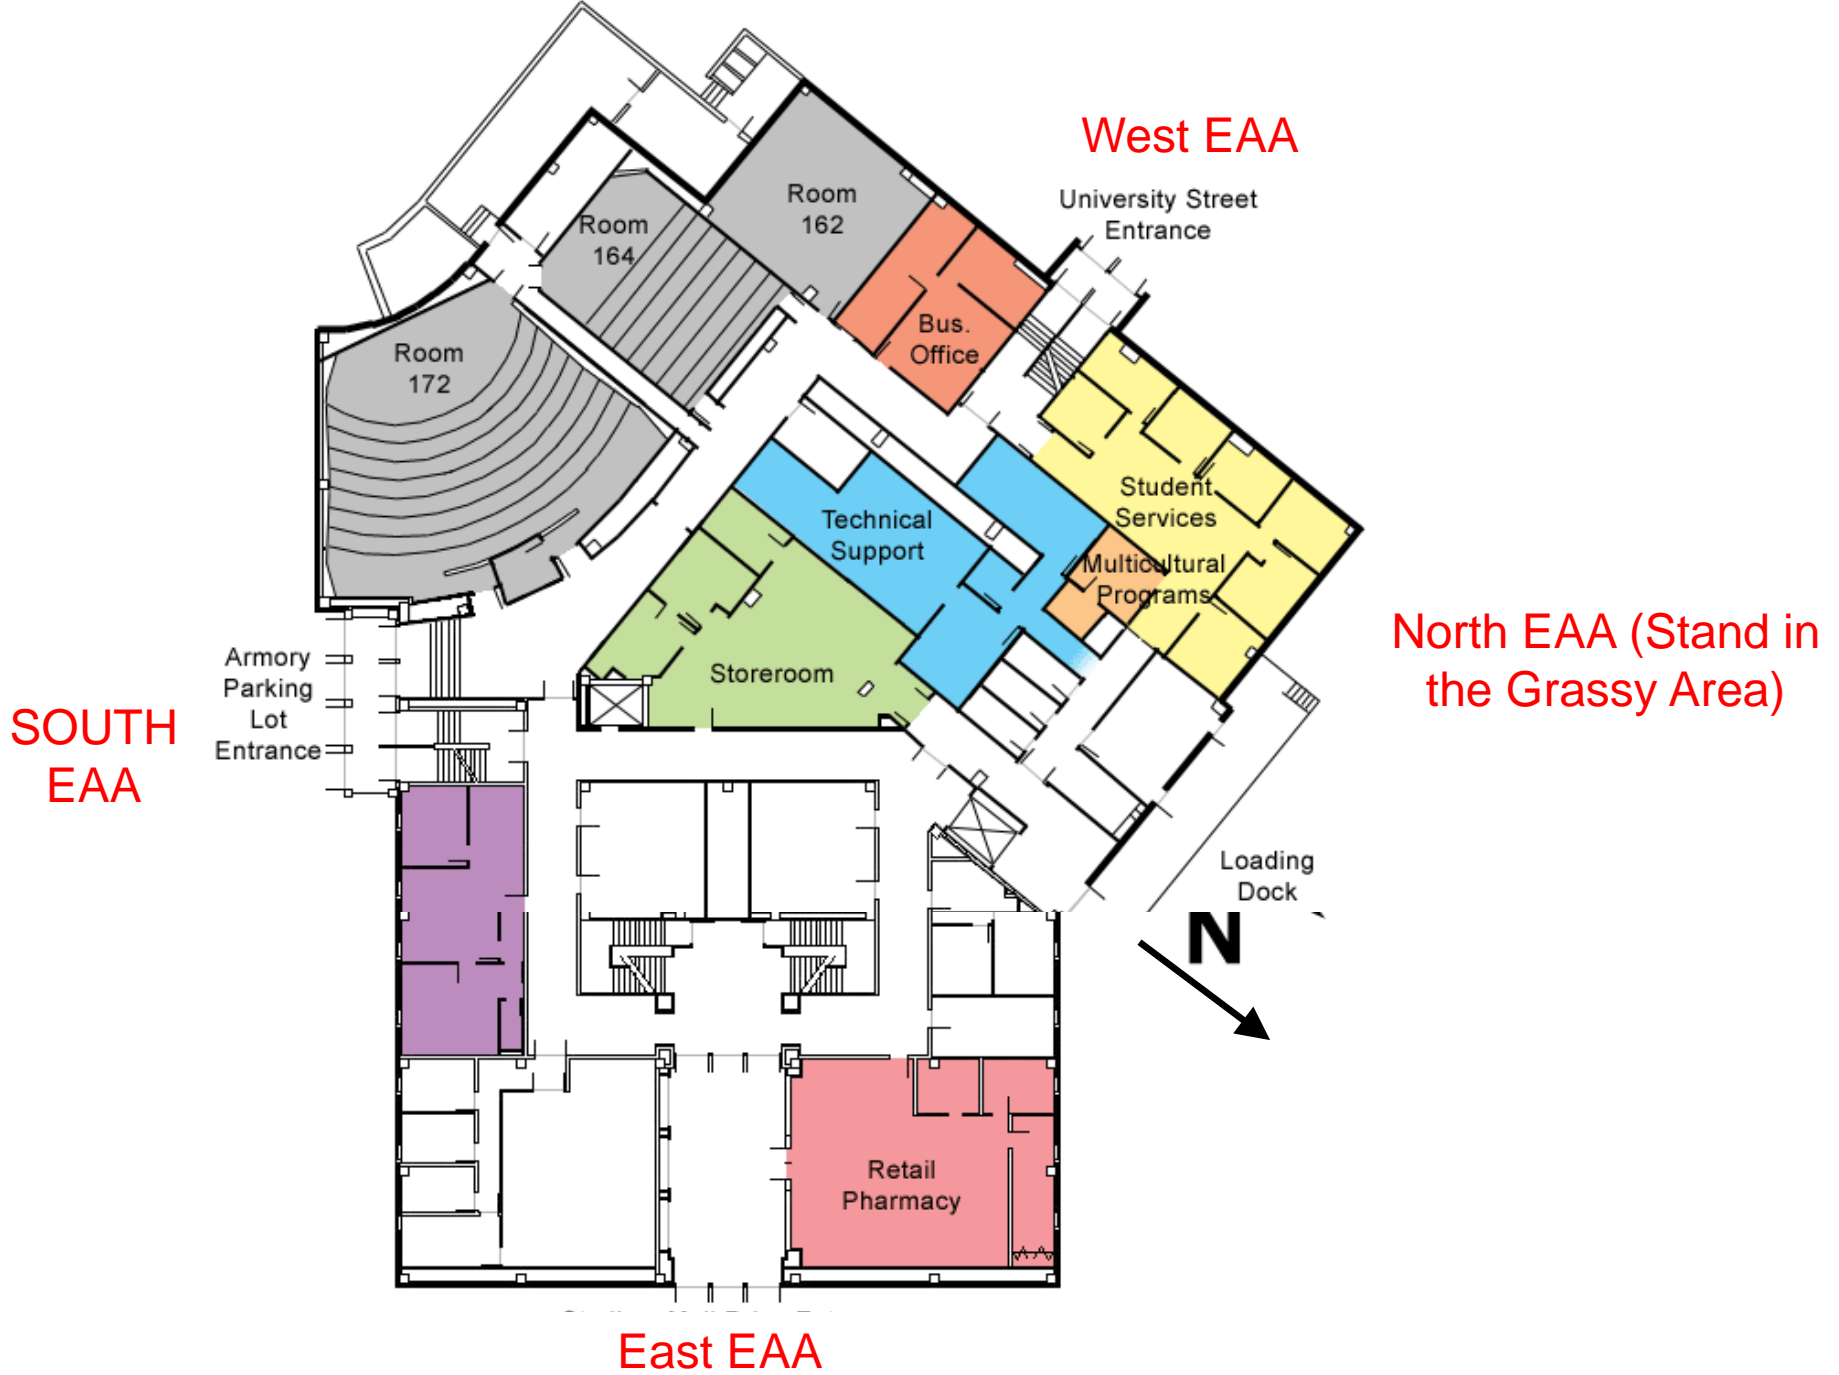 West EAA
University Street
Entrance
Room
162
Room
164
Bus.
Office
Room
172
Student
Services
Technical
Support
Multicultural
Programs
North EAA (Stand in
the Grassy Area)
Armory
Parking
Lot
Entrance
Storeroom
SOUTH
EAA
Loading
Dock
N
Retail
Pharmacy
East EAA